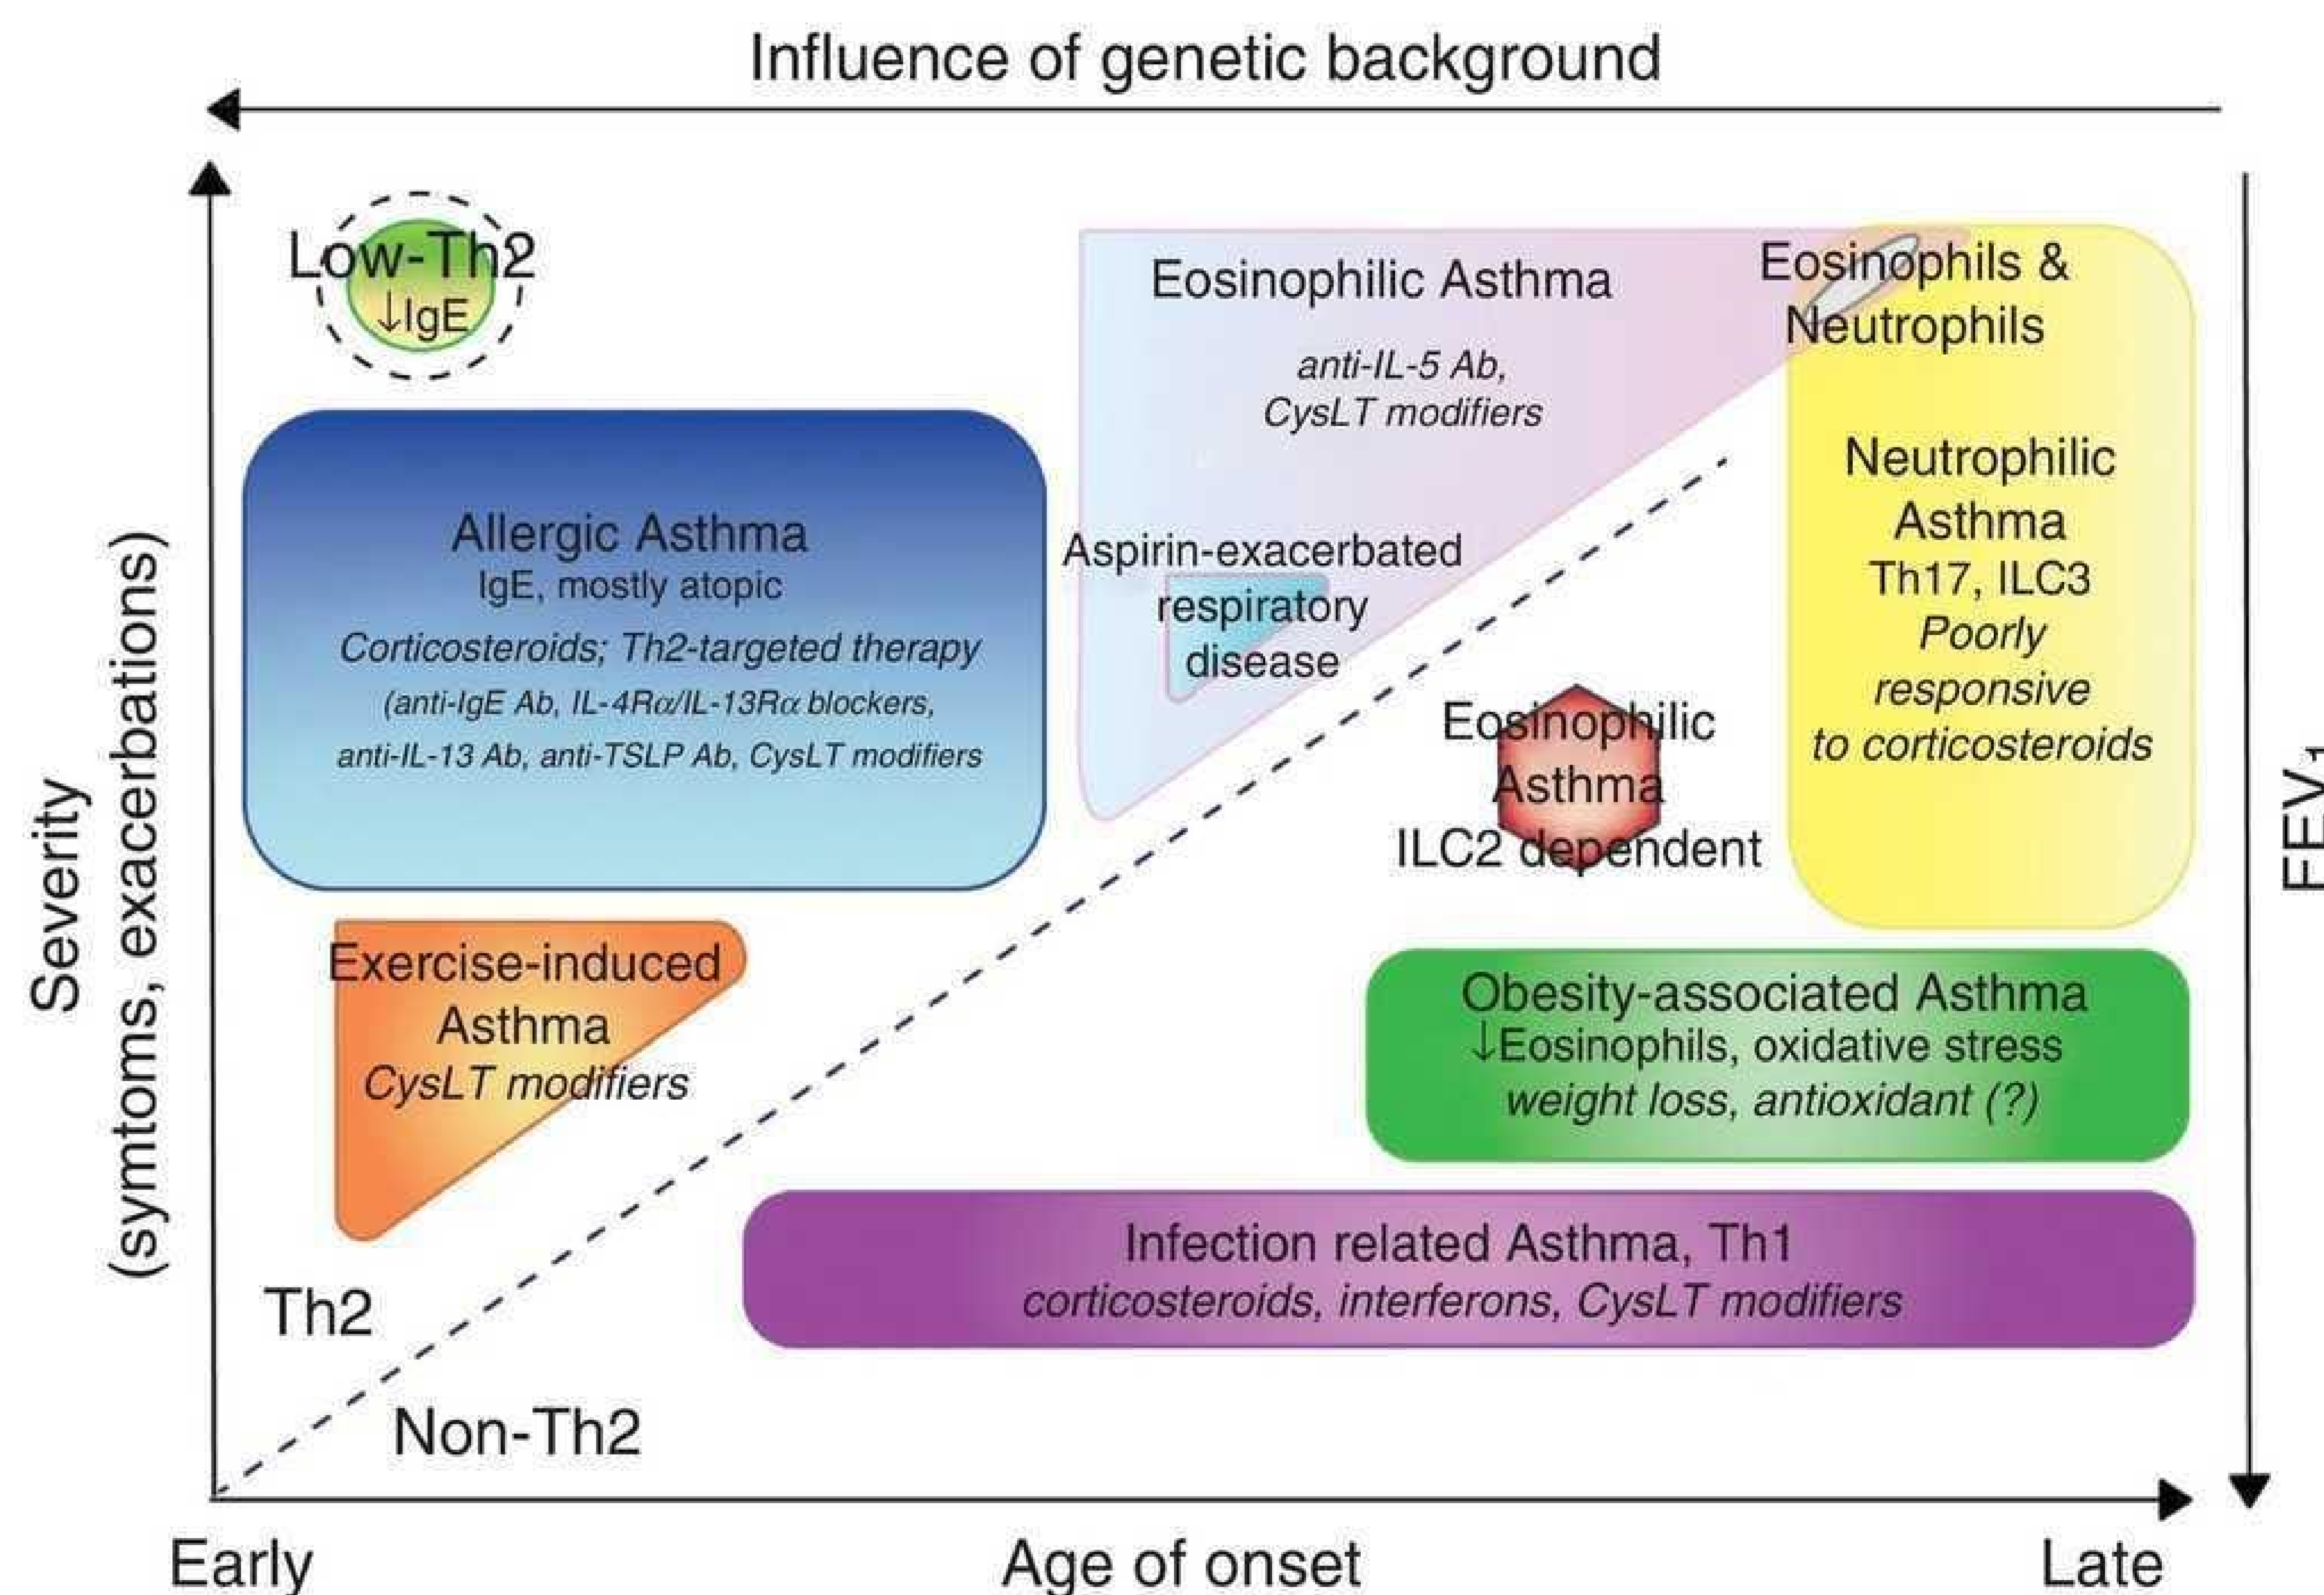 Influence of genetic background
Low-Th2
↓IgE
Eosinophilic Asthma
anti-IL-5 Ab,
CysLT modifiers
Eosinophils &
Neutrophils
Allergic Asthma
IgE, mostly atopic
Corticosteroids; Th2-targeted therapy
(anti-IgE Ab, IL-4Rα/IL-13Rα blockers,
anti-IL-13 Ab, anti-TSLP Ab, CysLT modifiers
Aspirin-exacerbated
respiratory
disease
Neutrophilic
Asthma
Th17, ILC3
Poorly
responsive
to corticosteroids
Eosinophilic
Asthma
ILC2 dependent
Exercise-induced
Asthma
CysLT modifiers
Obesity-associated Asthma
↓Eosinophils, oxidative stress
weight loss, antioxidant (?)
Infection related Asthma, Th1
corticosteroids, interferons, CysLT modifiers
Th2
Non-Th2
Severity
(symtoms, exacerbations)
FEV1
Early
Age of onset
Late